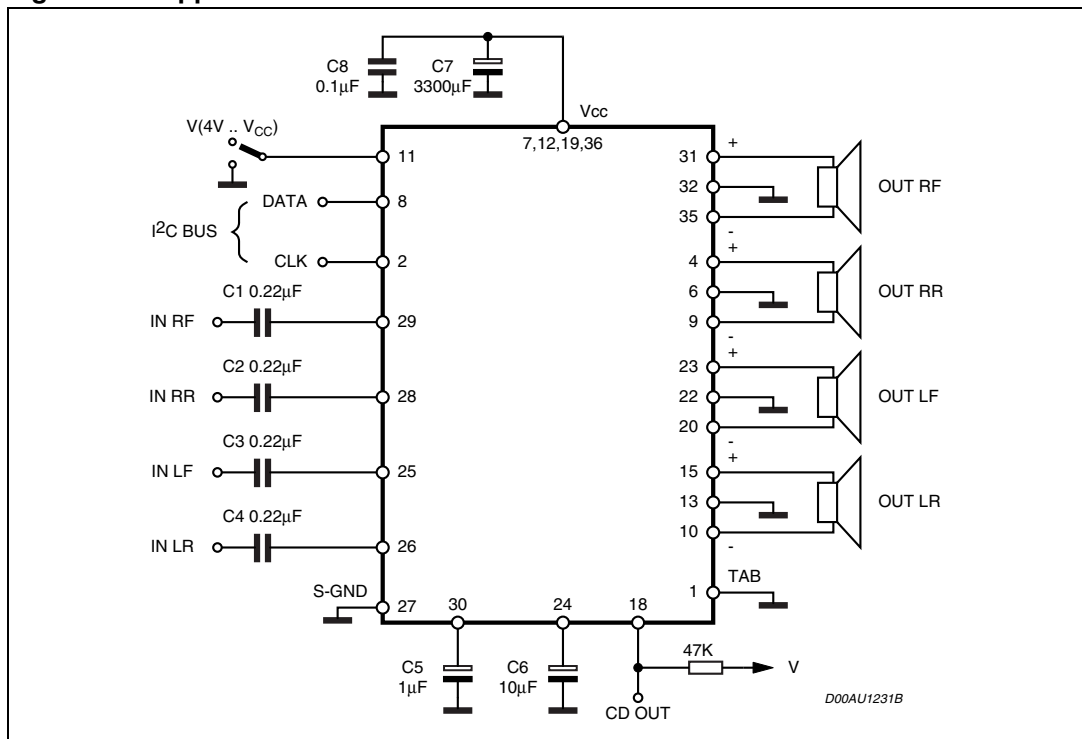 C8
0.1µF
C7
3300µF
Vcc
7,12,19,36
V(4V .. VCC)
11
DATA
8
I2C BUS
CLK
2
C1 0.22µF
IN RF
29
C2 0.22µF
IN RR
28
C3 0.22µF
IN LF
25
C4 0.22µF
IN LR
26
S-GND
27
30
24
18
C5
1µF
C6
10µF
CD OUT
47K
V
31
+
32
35
-
OUT RF
+
4
6
9
-
OUT RR
+
23
22
20
-
OUT LF
+
15
13
10
-
OUT LR
1
TAB
D00AU1231B